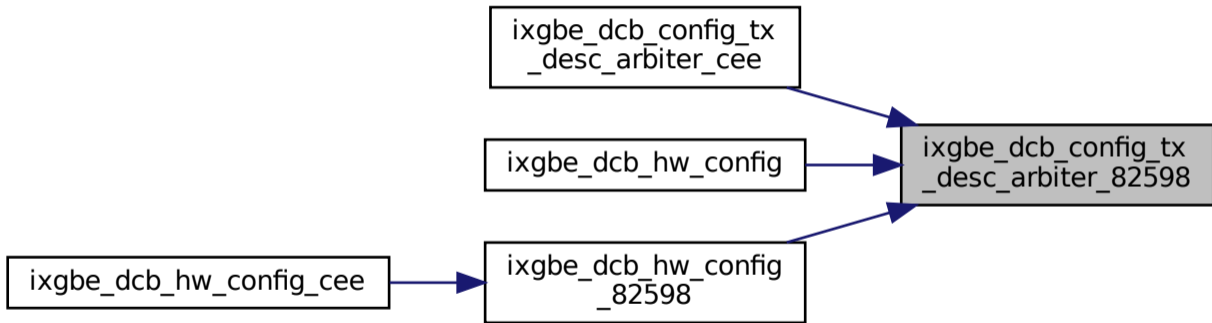 ixgbe_dcb_config_tx
_desc_arbiter_cee
ixgbe_dcb_hw_config
ixgbe_dcb_config_tx
_desc_arbiter_82598
ixgbe_dcb_hw_config_cee
ixgbe_dcb_hw_config
_82598